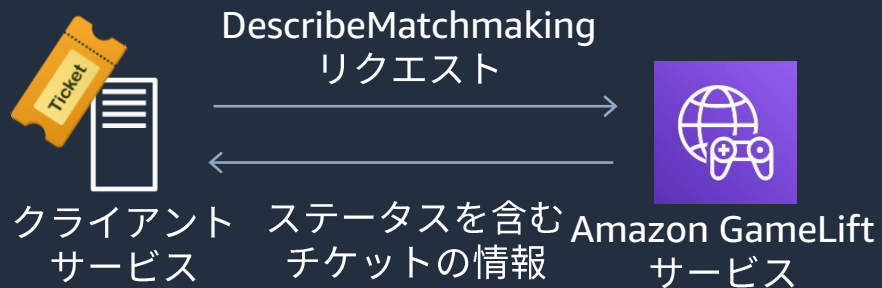 DescribeMatchmaking
リクエスト
Ticket
クライアント
サービス
ステータスを含む
チケットの情報
Amazon GameLift
サービス